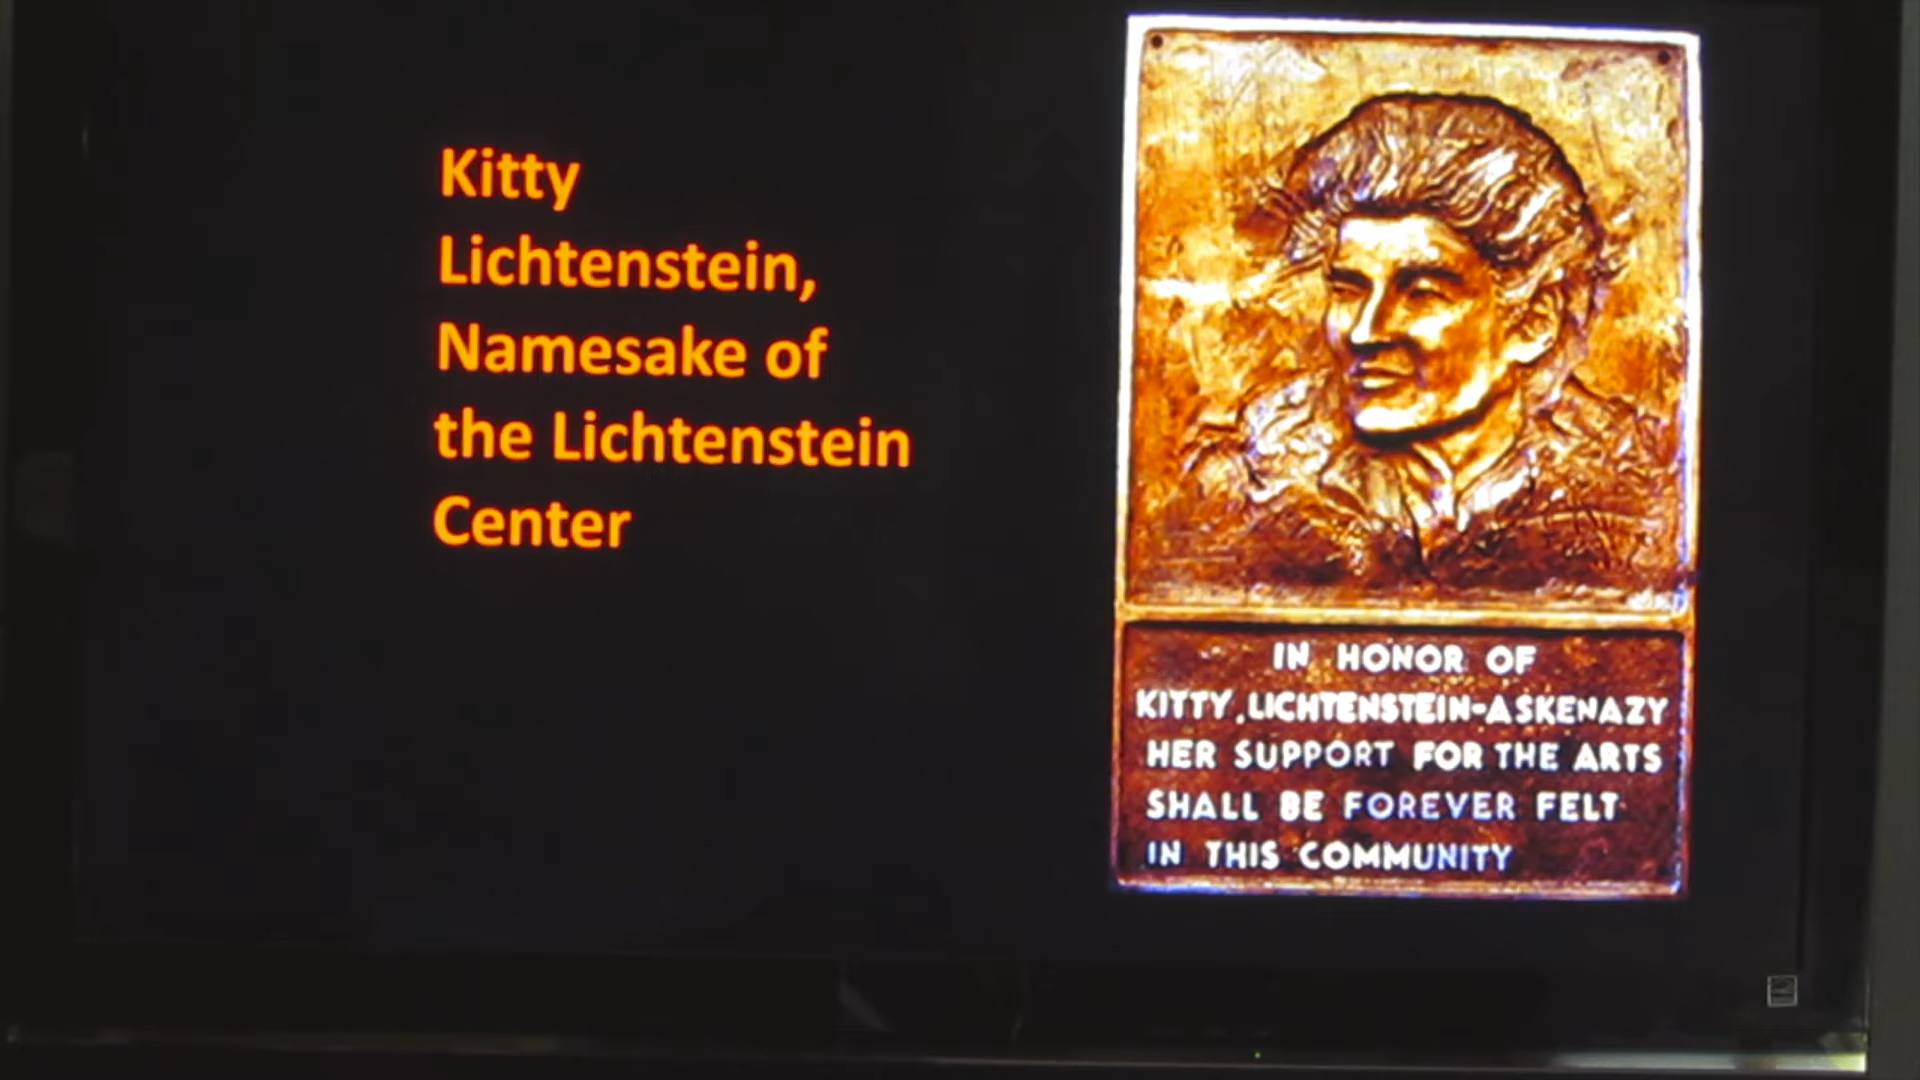 Kitty
Lichtenstein,
Namesake of
the Lichtenstein
Center
IN HONOR OF
KITTY,LICHTENSTEIN-ASKENAZY
HER SUPPORT FOR THE ARTS
SHALL BE FOREVER FELT
IN THIS COMMUNITY